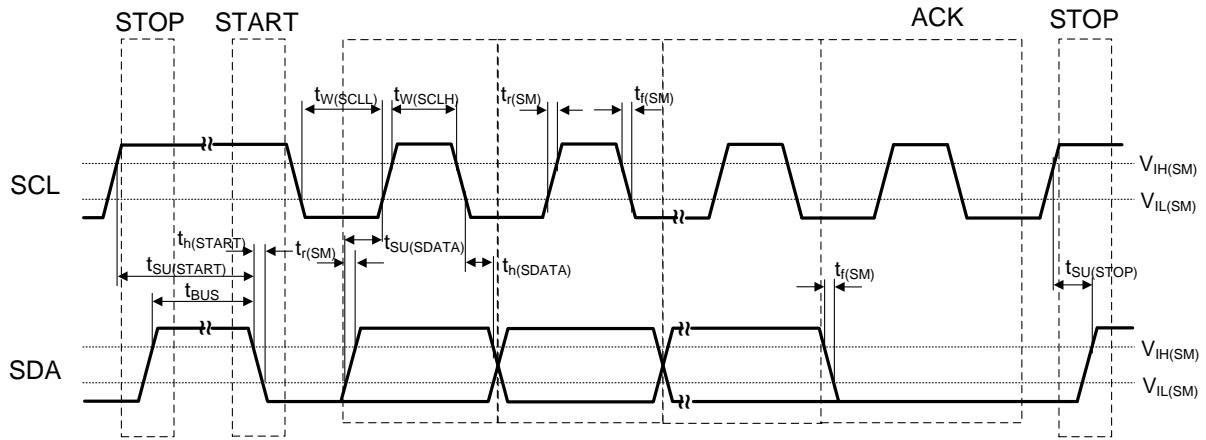 STOP START ACK STOP
tW(SCLL) tW(SCLH) tr(SM) tf(SM)
VIH(SM)
SCL
VIL(SM)
th(START) tr(SM) tSU(SDATA)
tSU(START) th(SDATA) tf(SM) tSU(STOP)
tBUS
VIH(SM)
SDA
VIL(SM)